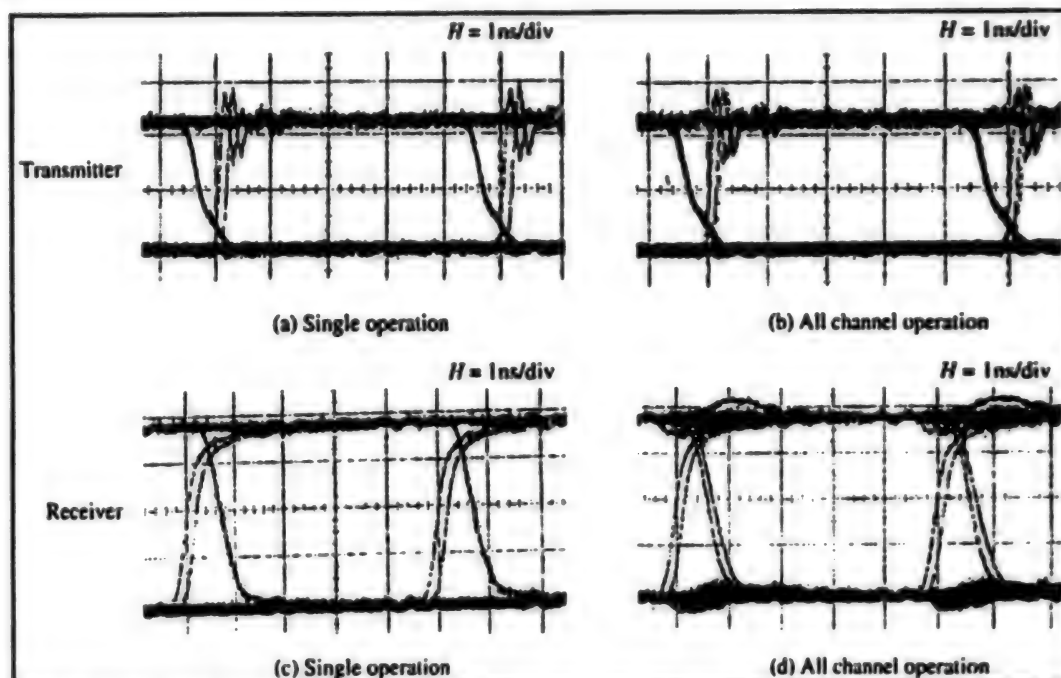 H = 1ns/div
H = 1ns/div
Transmitter
(a) Single operation
(b) All channel operation
H = 1ns/div
H = 1ns/div
Receiver
(c) Single operation
(d) All channel operation